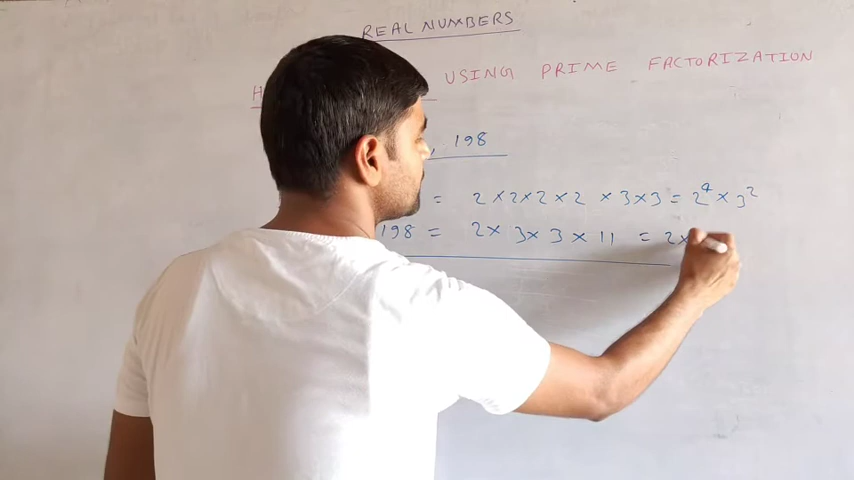 REAL NUMBERS
H USING PRIME FACTORIZATION
, 198
= 2 × 2 × 2 × 2 × 3 × 3 = 2⁴ × 3²
198 = 2 × 3 × 3 × 11 = 2 ×